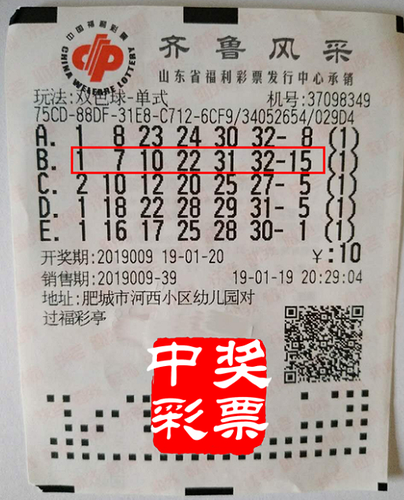 中国福利彩票
CHINA WELFARE LOTTERY
齐鲁风采
山东省福利彩票发行中心承销
玩法:双色球-单式 机号:37098349
75CD-88DF-31E8-C712-6CF9/34052654/029D4
A. 1 8 23 24 30 32- 8 (1)
B. 1 7 10 22 31 32-15 (1)
C. 2 10 12 20 25 27- 5 (1)
D. 1 18 22 28 29 31- 5 (1)
E. 1 16 17 25 28 30- 1 (1)
开奖期:2019009 19-01-20 ¥:10
销售期:2019009-39 19-01-19 20:29:04
地址:肥城市河西小区幼儿园对
过福彩亭
中奖
彩票